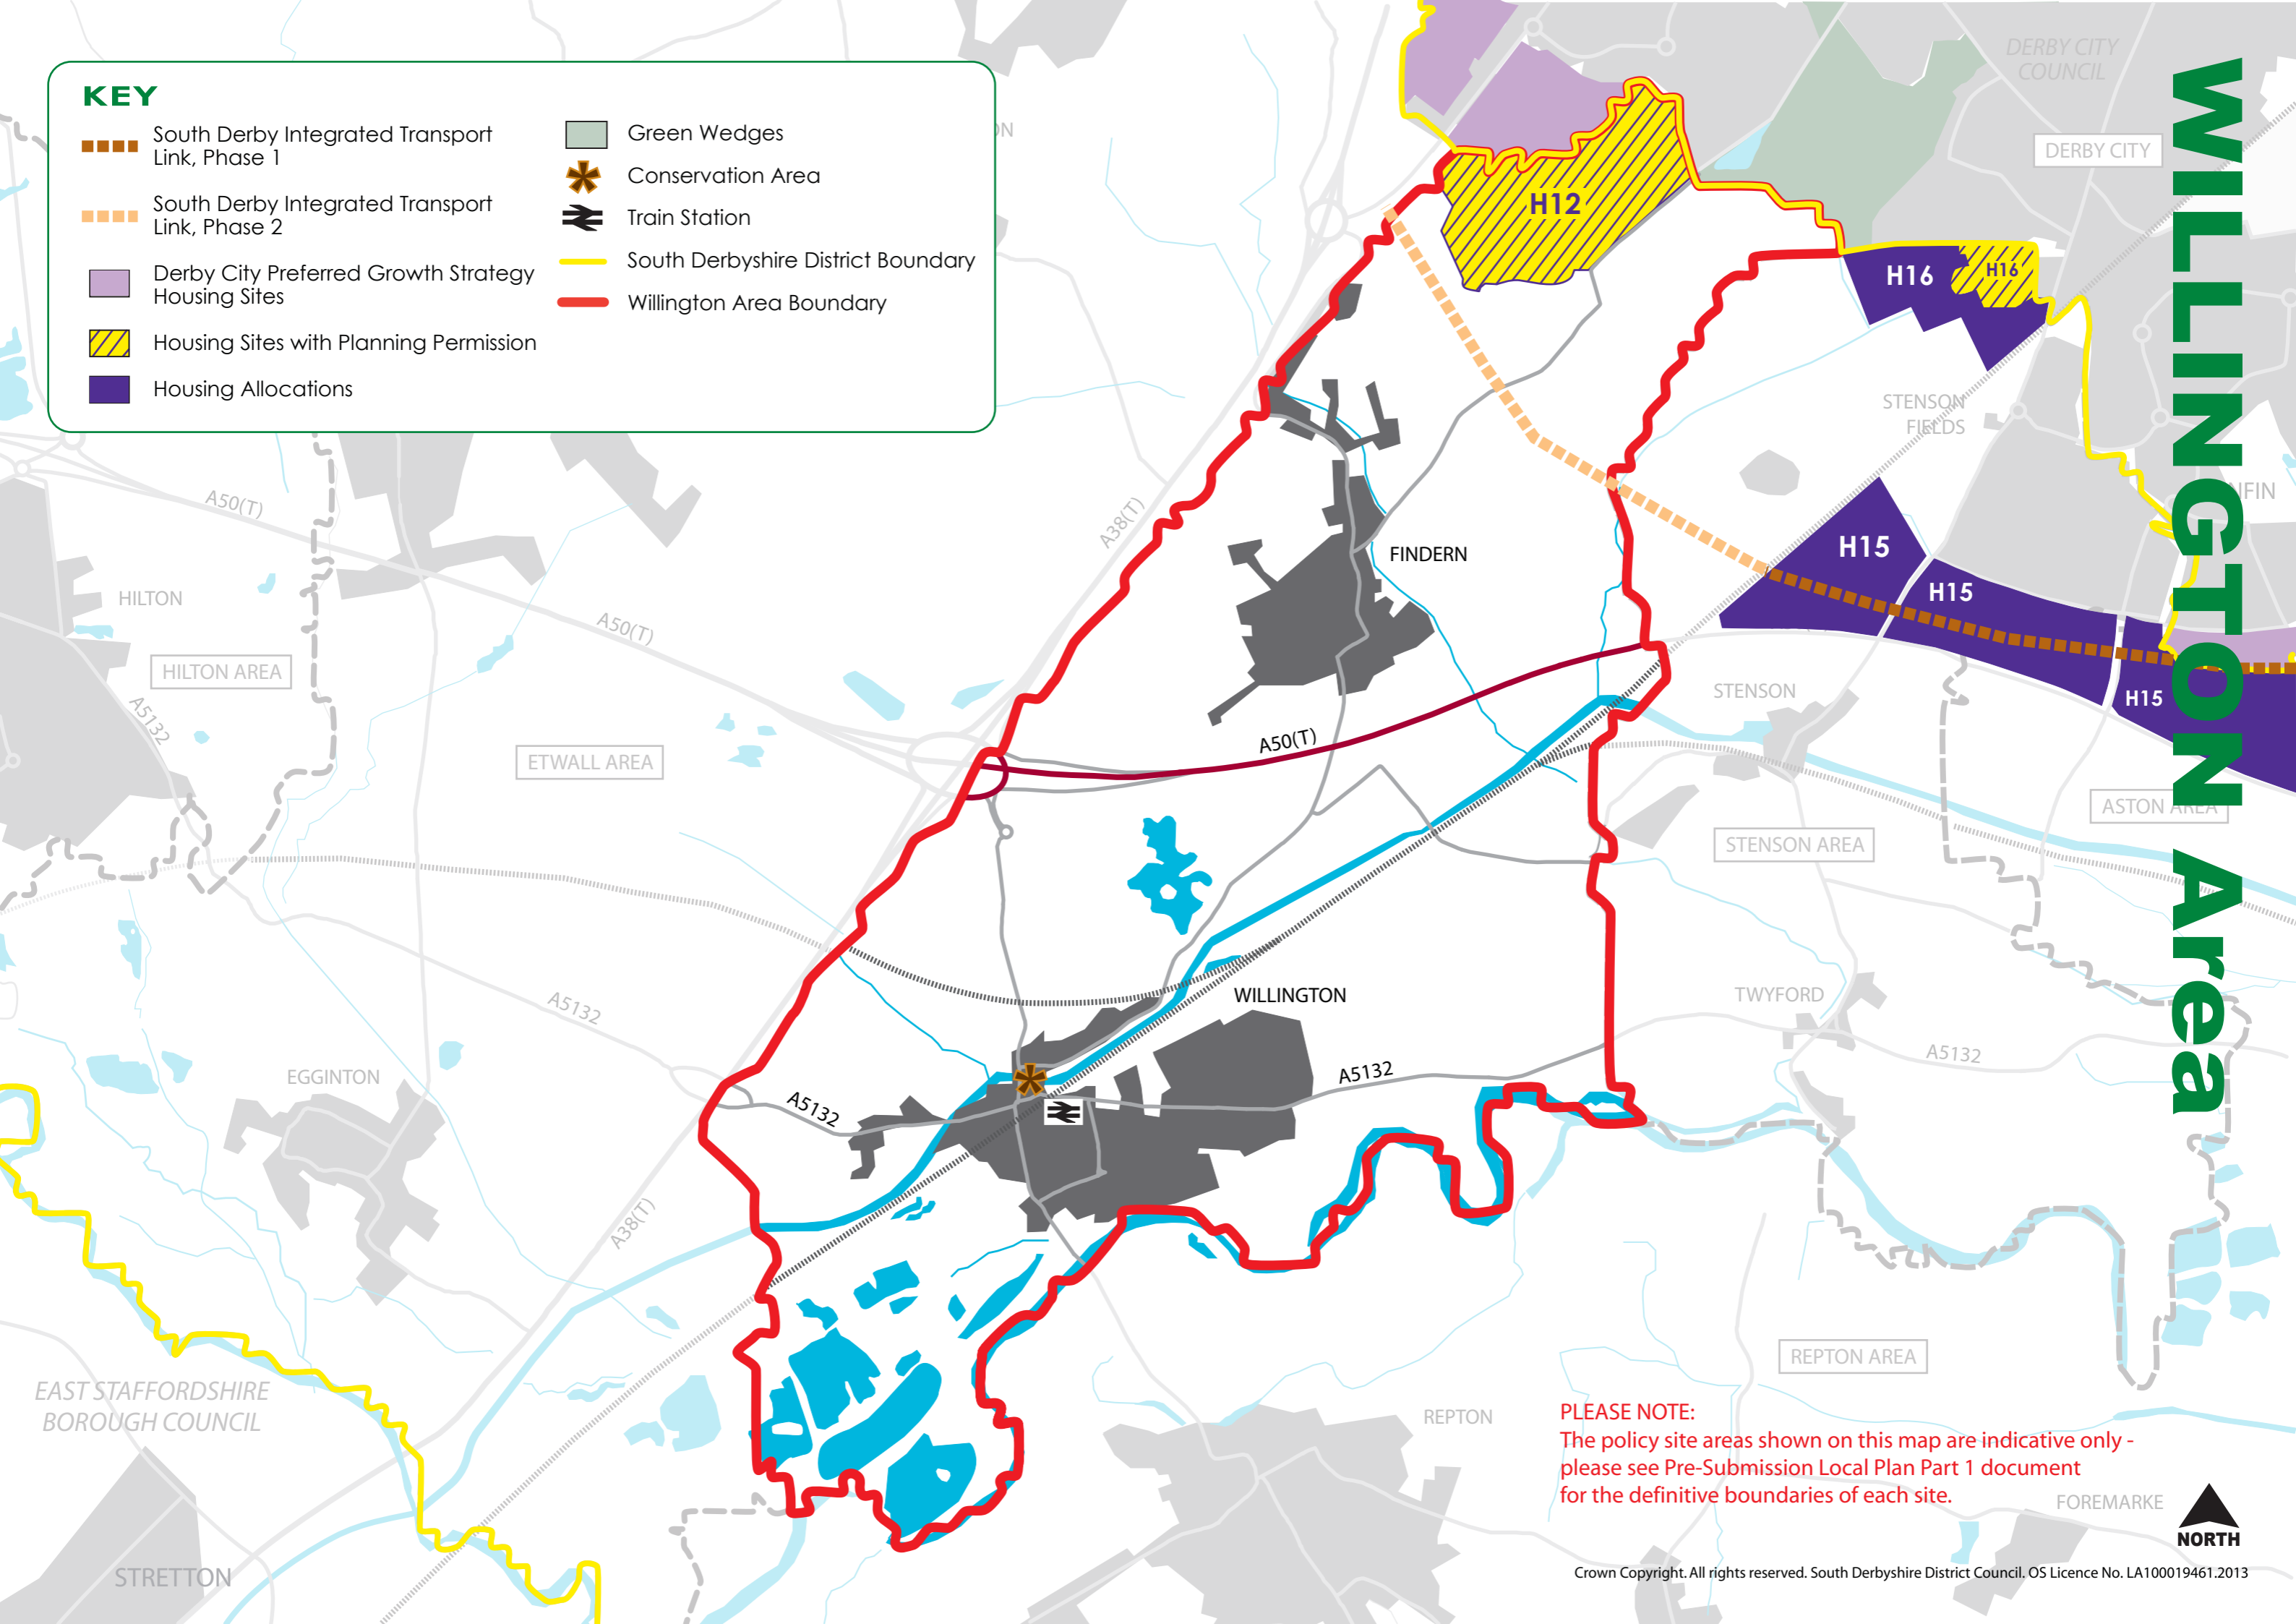 KEY
South Derby Integrated Transport
Link, Phase 1
South Derby Integrated Transport
Link, Phase 2
Derby City Preferred Growth Strategy
Housing Sites
Housing Sites with Planning Permission
Housing Allocations
Green Wedges
Conservation Area
Train Station
South Derbyshire District Boundary
Willington Area Boundary
WILLINGTON Area
DERBY CITY
COUNCIL
DERBY CITY
H12
H16
H16
STENSON
FIELDS
A50(T)
A38(T)
FINDERN
H15
H15
H15
HILTON
A50(T)
HILTON AREA
A5132
STENSON
ETWALL AREA
A50(T)
ASTON AREA
STENSON AREA
WILLINGTON
TWYFORD
A5132
A5132
EGGINTON
A5132
A5132
A38(T)
REPTON AREA
EAST STAFFORDSHIRE
BOROUGH COUNCIL
REPTON
STRETTON
FOREMARKE
PLEASE NOTE:
The policy site areas shown on this map are indicative only -
please see Pre-Submission Local Plan Part 1 document
for the definitive boundaries of each site.
NORTH
Crown Copyright. All rights reserved. South Derbyshire District Council. OS Licence No. LA100019461.2013